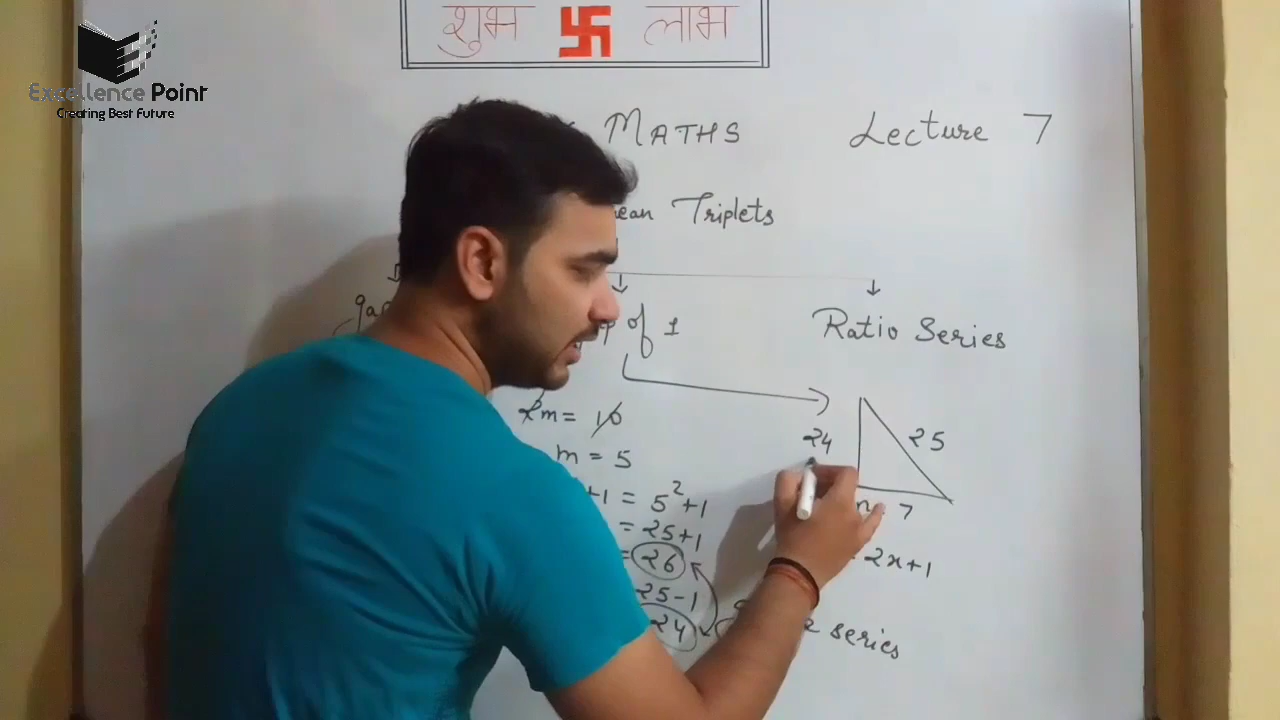 शुभ 卐 लाभ
Excellence Point
Creating Best Future
MATHS Lecture 7
Triplets
of 1
Ratio Series
2m = 10
m = 5
+1 = 5²+1
= 25+1
= 26
25-1
24
24
25
7
2x+1
series